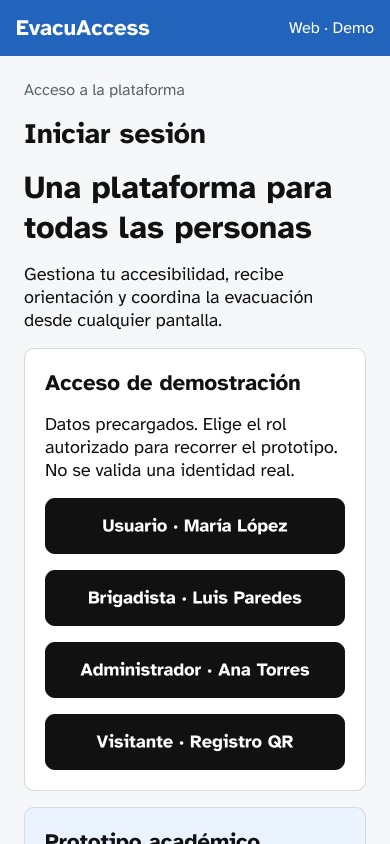 EvacuAccess
Web · Demo
Acceso a la plataforma
Iniciar sesión
Una plataforma para
todas las personas
Gestiona tu accesibilidad, recibe
orientación y coordina la evacuación
desde cualquier pantalla.
Acceso de demostración
Datos precargados. Elige el rol
autorizado para recorrer el prototipo.
No se valida una identidad real.
Usuario · María López
Brigadista · Luis Paredes
Administrador · Ana Torres
Visitante · Registro QR
Prototipo académico